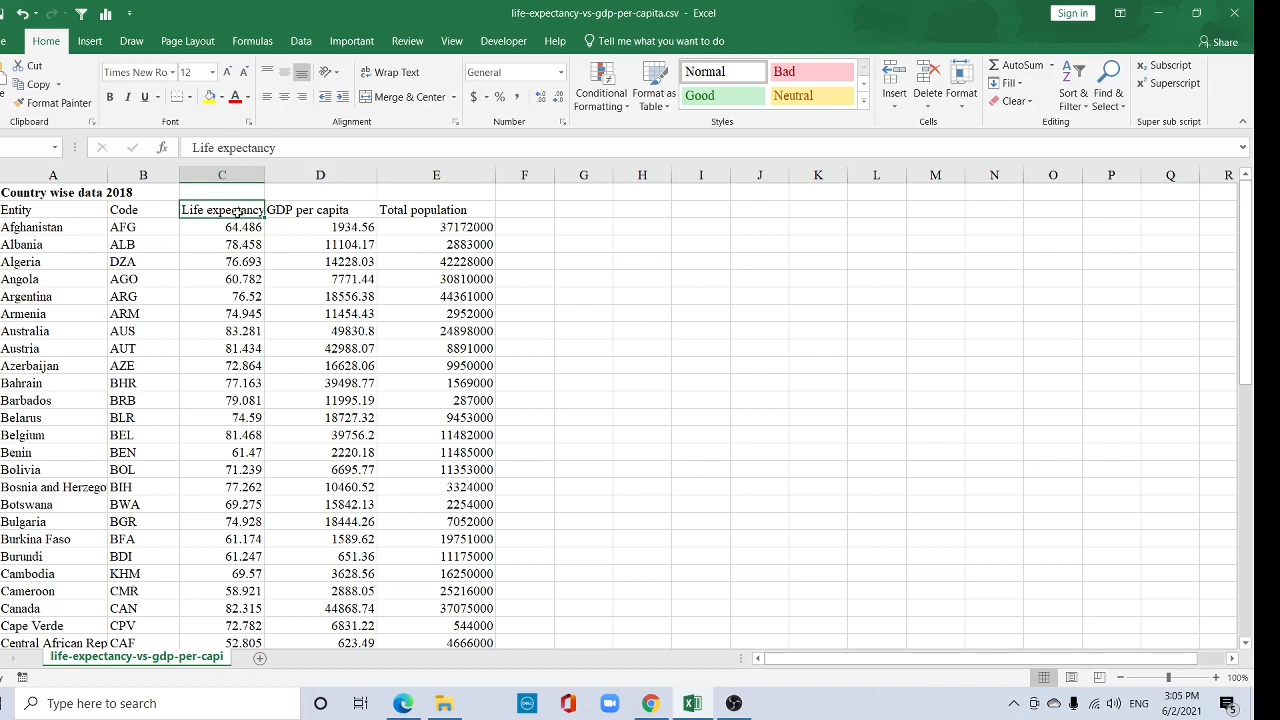 life-expectancy-vs-gdp-per-capita.csv - Excel
Sign in
Home Insert Draw Page Layout Formulas Data Important Review View Developer Help Tell me what you want to do Share
Cut
Copy
Format Painter
Clipboard
Times New Ro
B I U A
Font
Wrap Text
Merge & Center
Alignment
General
$ % ,
Number
Conditional Formatting
Format as Table
Normal Bad
Good Neutral
Styles
Insert Delete Format
Cells
AutoSum
Fill
Clear
Sort & Filter
Find & Select
Editing
Subscript
Superscript
Super sub script
fx Life expectancy
A B C D E F G H I J K L M N O P Q R
Country wise data 2018
Entity Code Life expectancy GDP per capita Total population
Afghanistan AFG 64.486 1934.56 37172000
Albania ALB 78.458 11104.17 2883000
Algeria DZA 76.693 14228.03 42228000
Angola AGO 60.782 7771.44 30810000
Argentina ARG 76.52 18556.38 44361000
Armenia ARM 74.945 11454.43 2952000
Australia AUS 83.281 49830.8 24898000
Austria AUT 81.434 42988.07 8891000
Azerbaijan AZE 72.864 16628.06 9950000
Bahrain BHR 77.163 39498.77 1569000
Barbados BRB 79.081 11995.19 287000
Belarus BLR 74.59 18727.32 9453000
Belgium BEL 81.468 39756.2 11482000
Benin BEN 61.47 2220.18 11485000
Bolivia BOL 71.239 6695.77 11353000
Bosnia and Herzego BIH 77.262 10460.52 3324000
Botswana BWA 69.275 15842.13 2254000
Bulgaria BGR 74.928 18444.26 7052000
Burkina Faso BFA 61.174 1589.62 19751000
Burundi BDI 61.247 651.36 11175000
Cambodia KHM 69.57 3628.56 16250000
Cameroon CMR 58.921 2888.05 25216000
Canada CAN 82.315 44868.74 37075000
Cape Verde CPV 72.782 6831.22 544000
Central African Rep CAF 52.805 623.49 4666000
life-expectancy-vs-gdp-per-capi
100%
Type here to search
3:05 PM
6/2/2021
5